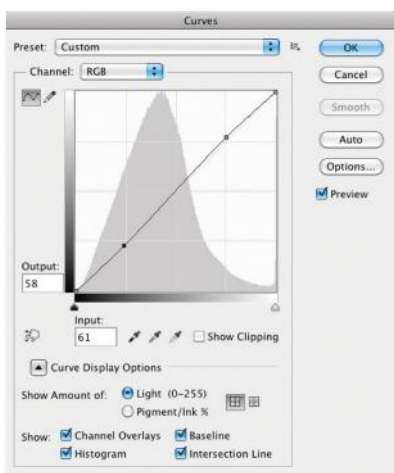 Curves
Preset: Custom
OK
Channel: RGB
Cancel
Smooth
Auto
Options...
Preview
Output:
58
Input:
61
Show Clipping
Curve Display Options
Show Amount of: Light (0-255)
Pigment/Ink %
Show: Channel Overlays Baseline
Histogram Intersection Line